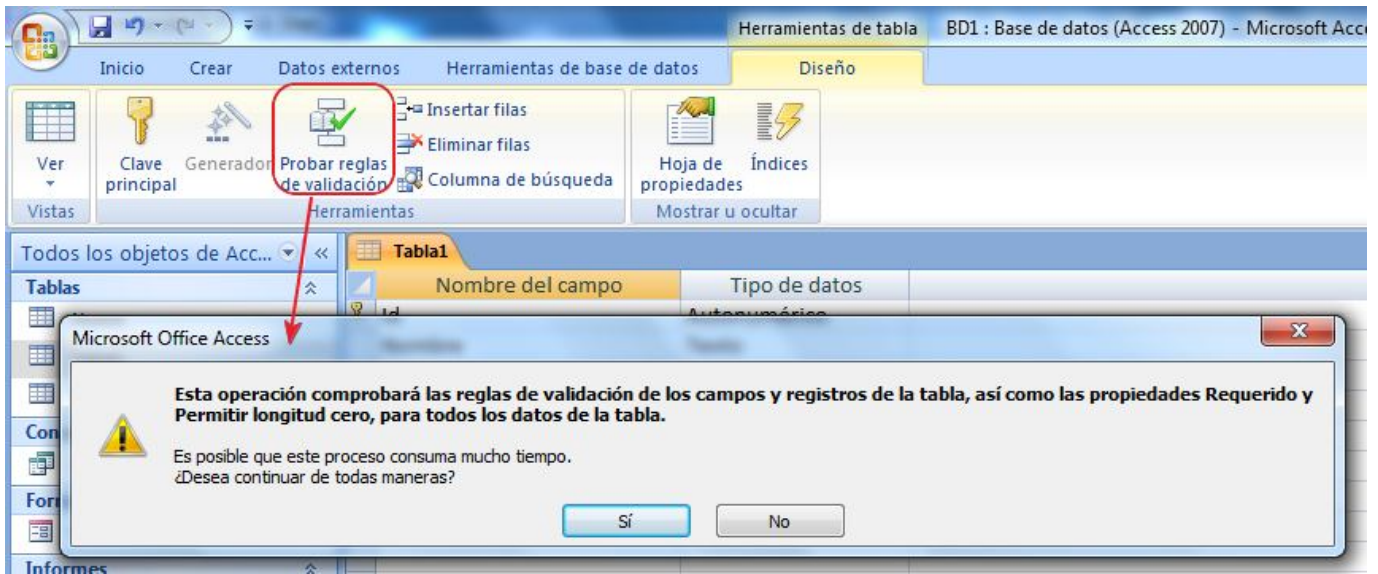 Herramientas de tabla
BD1 : Base de datos (Access 2007) - Microsoft Acc
Inicio
Crear
Datos externos
Herramientas de base de datos
Diseño
Ver
Clave
principal
Generador
Probar reglas
de validación
Insertar filas
Eliminar filas
Columna de búsqueda
Hoja de
propiedades
Índices
Vistas
Herramientas
Mostrar u ocultar
Todos los objetos de Acc...
«
Tabla1
Tablas
Nombre del campo
Tipo de datos
Id
Autonumérico
Microsoft Office Access
Esta operación comprobará las reglas de validación de los campos y registros de la tabla, así como las propiedades Requerido y
Permitir longitud cero, para todos los datos de la tabla.
Es posible que este proceso consuma mucho tiempo.
¿Desea continuar de todas maneras?
Sí
No
Con
For
Informes